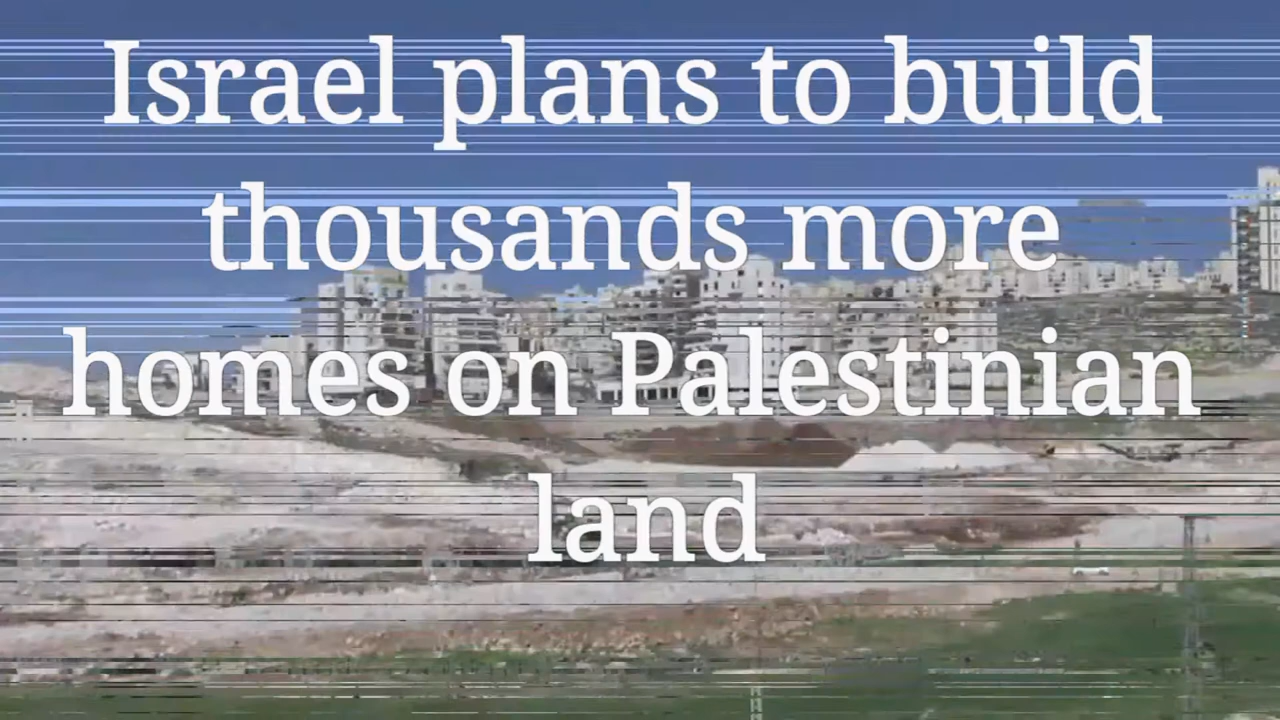 Israel plans to build
thousands more
homes on Palestinian
land